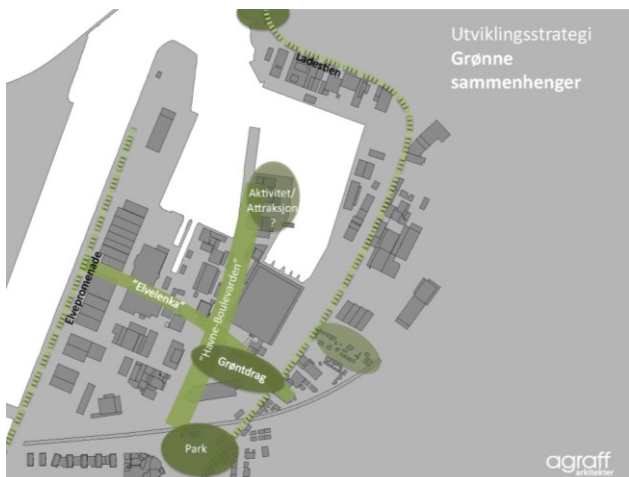 Utviklingsstrategi
Grønne
sammenhenger
Ladestien
Aktivitet/
Attraksjon
?
Elvepromenade
"Elvelenka"
"Havne-Boulevarden"
Grøntdrag
Park
agraff
arkitekter